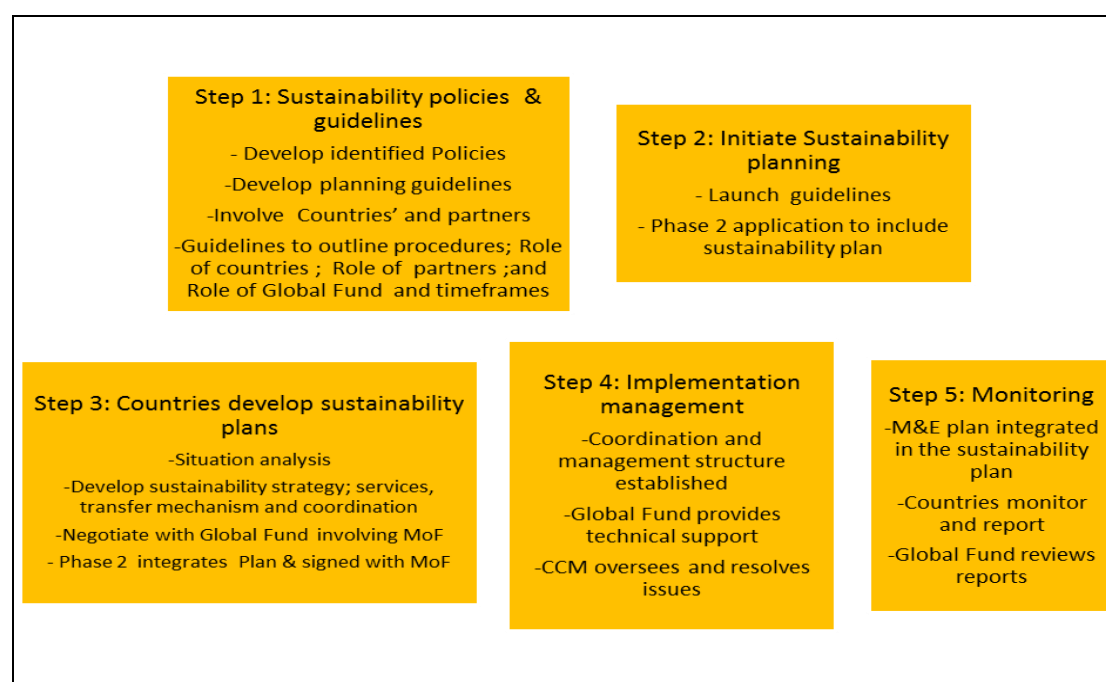 Step 1: Sustainability policies &
guidelines
- Develop identified Policies
-Develop planning guidelines
-Involve Countries’ and partners
-Guidelines to outline procedures; Role
of countries ; Role of partners ;and
Role of Global Fund and timeframes
Step 2: Initiate Sustainability
planning
- Launch guidelines
- Phase 2 application to include
sustainability plan
Step 3: Countries develop sustainability
plans
-Situation analysis
-Develop sustainability strategy; services,
transfer mechanism and coordination
-Negotiate with Global Fund involving MoF
- Phase 2 integrates Plan & signed with MoF
Step 4: Implementation
management
-Coordination and
management structure
established
-Global Fund provides
technical support
-CCM oversees and resolves
issues
Step 5: Monitoring
-M&E plan integrated
in the sustainability
plan
-Countries monitor
and report
-Global Fund reviews
reports